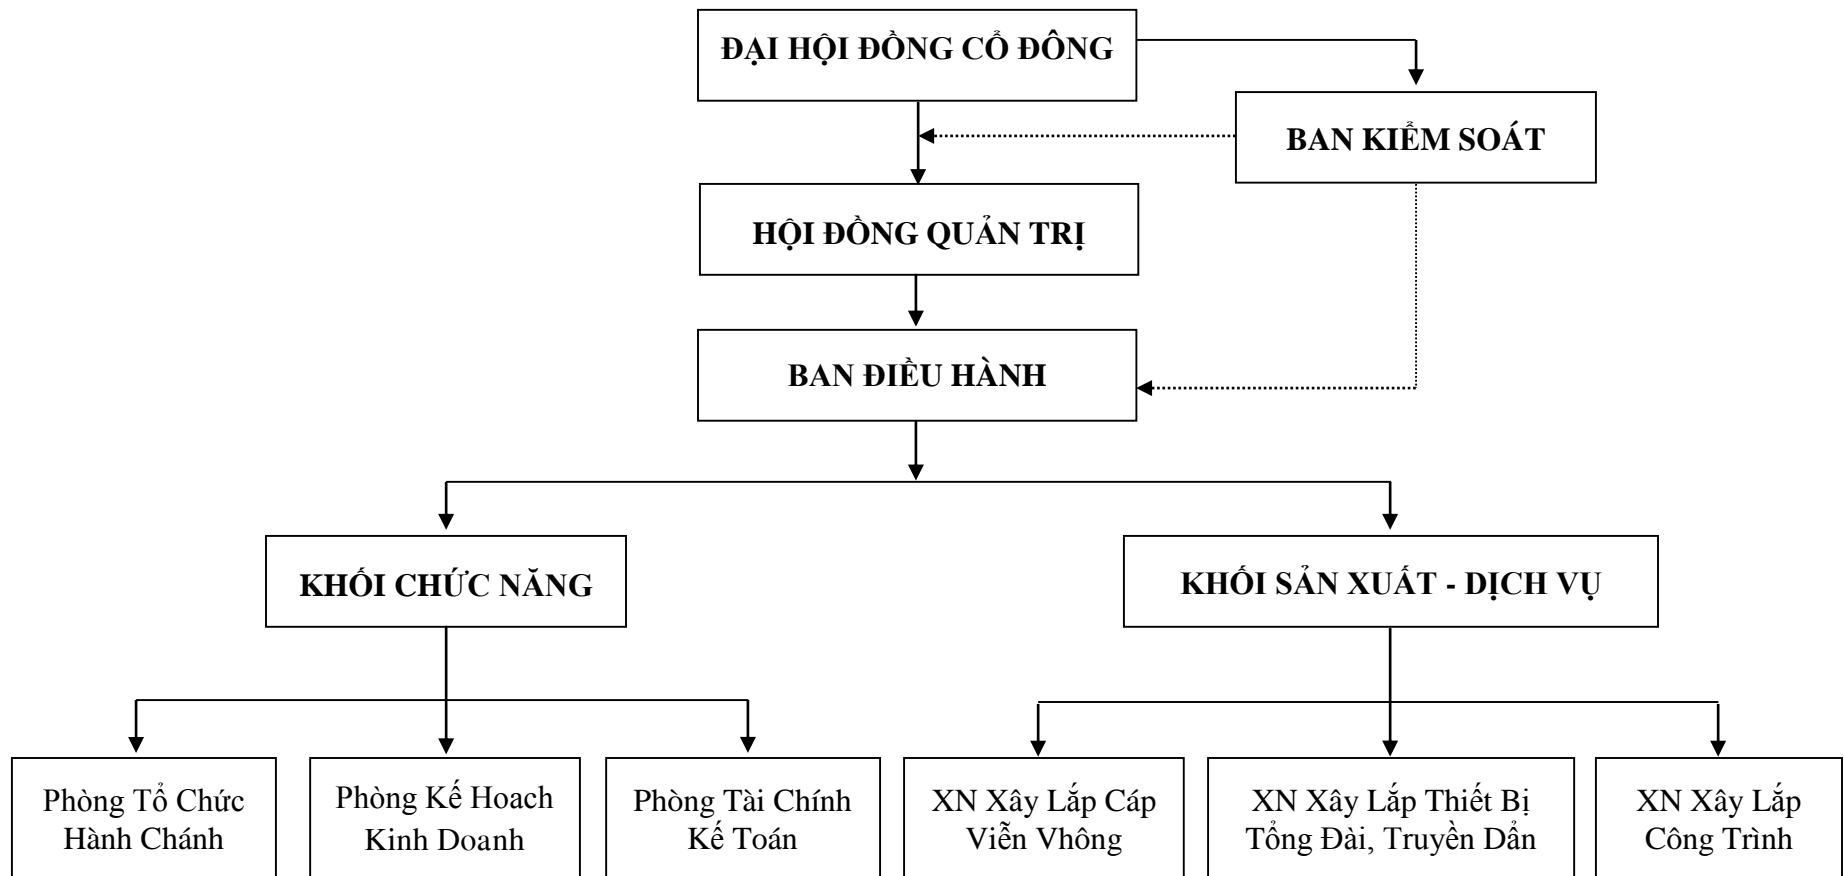 ĐẠI HỘI ĐỒNG CỔ ĐÔNG
BAN KIỂM SOÁT
HỘI ĐỒNG QUẢN TRỊ
BAN ĐIỀU HÀNH
KHỐI CHỨC NĂNG
KHỐI SẢN XUẤT - DỊCH VỤ
Phòng Tổ Chức
Hành Chánh
Phòng Kế Hoach
Kinh Doanh
Phòng Tài Chính
Kế Toán
XN Xây Lắp Cáp
Viễn Vhông
XN Xây Lắp Thiết Bị
Tổng Đài, Truyền Dẩn
XN Xây Lắp
Công Trình